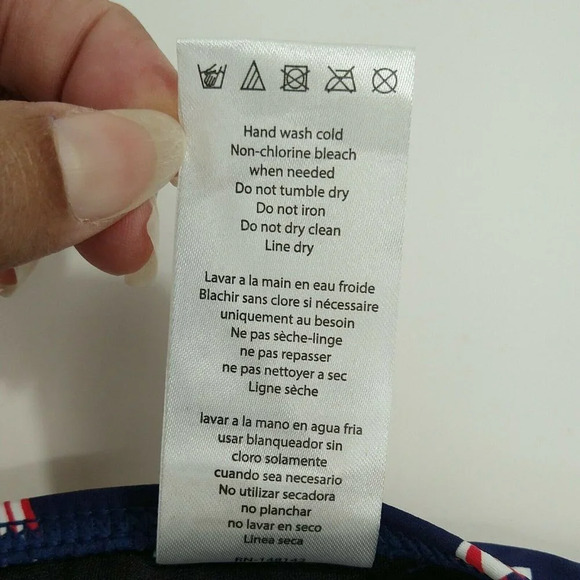 Hand wash cold
Non-chlorine bleach
when needed
Do not tumble dry
Do not iron
Do not dry clean
Line dry
Lavar a la main en eau froide
Blachir sans clore si nécessaire
uniquement au besoin
Ne pas sèche-linge
ne pas repasser
ne pas nettoyer a sec
Ligne sèche
lavar a la mano en agua fria
usar blanqueador sin
cloro solamente
cuando sea necesario
No utilizar secadora
no planchar
no lavar en seco
Linea seca